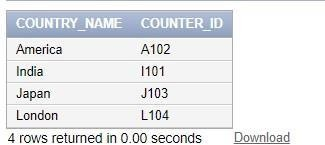 COUNTRY_NAME COUNTER_ID
America A102
India I101
Japan J103
London L104
4 rows returned in 0.00 seconds Download